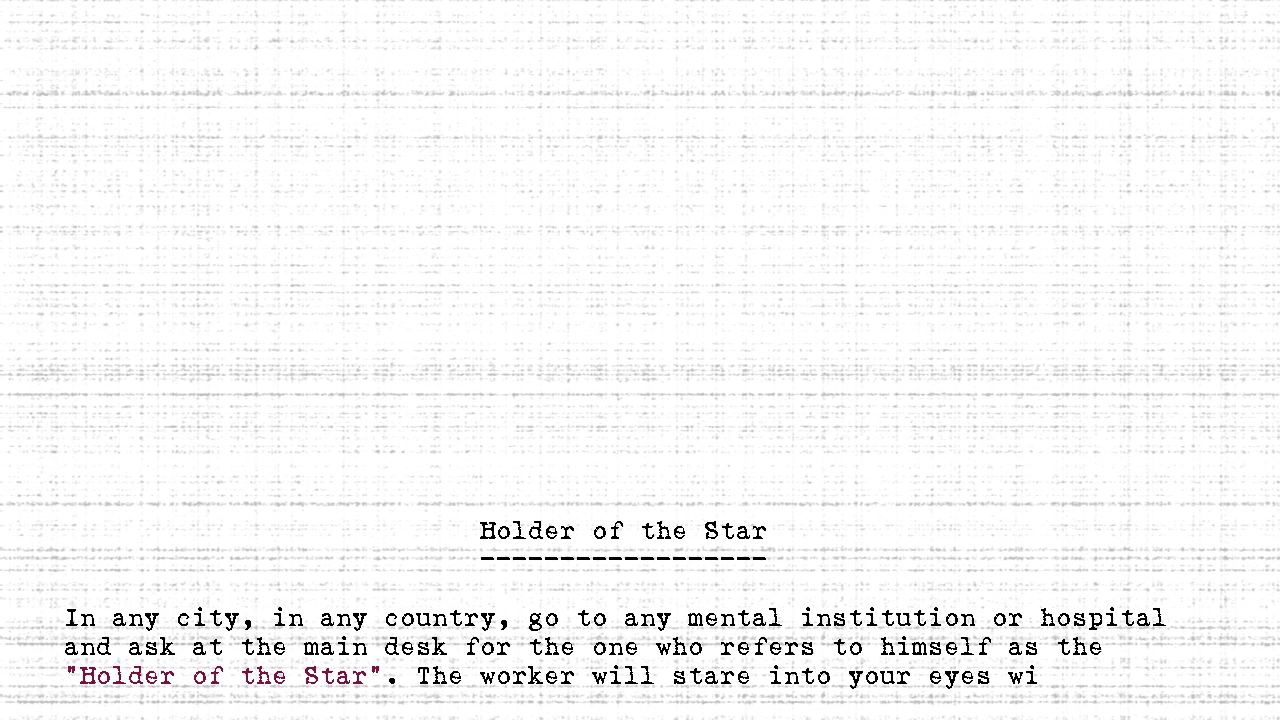 Holder of the Star
------------------
In any city, in any country, go to any mental institution or hospital
and ask at the main desk for the one who refers to himself as the
"Holder of the Star". The worker will stare into your eyes wi